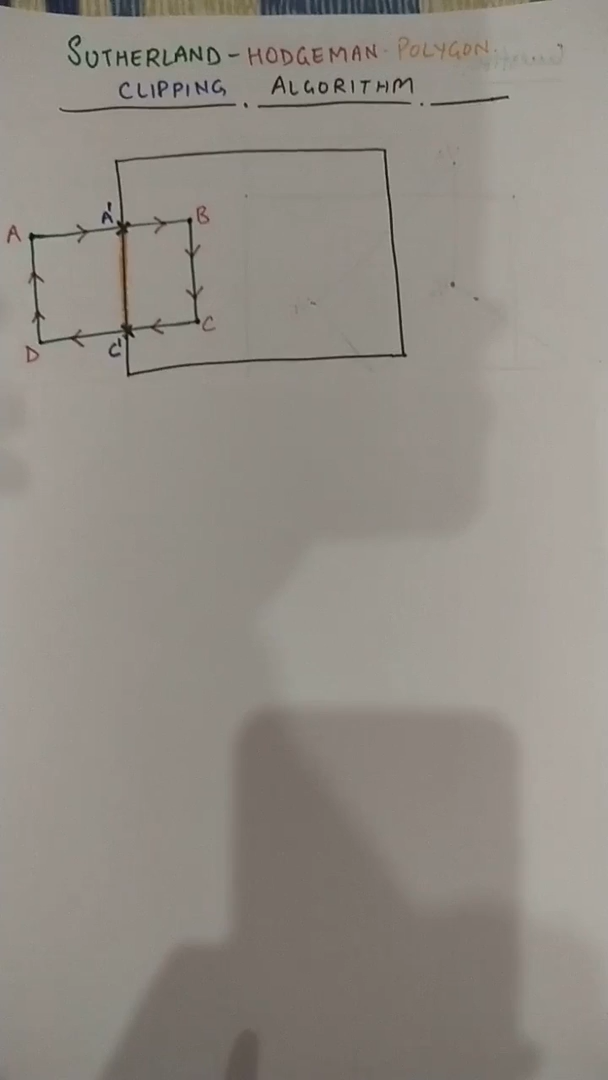 SUTHERLAND - HODGEMAN POLYGON
CLIPPING ALGORITHM
A A' B
D C' C